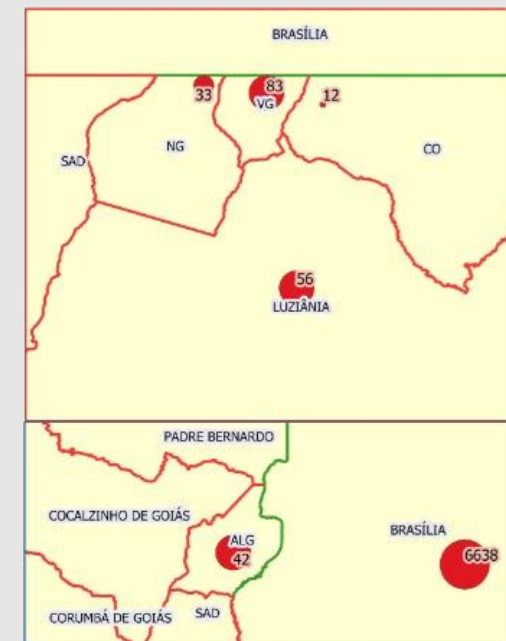 BRASÍLIA
33
83
VG
12
SAD
NG
CO
56
LUZIÂNIA
PADRE BERNARDO
COCALZINHO DE GOIÁS
ALG
42
BRASÍLIA
6638
CORUMBÁ DE GOIÁS
SAD